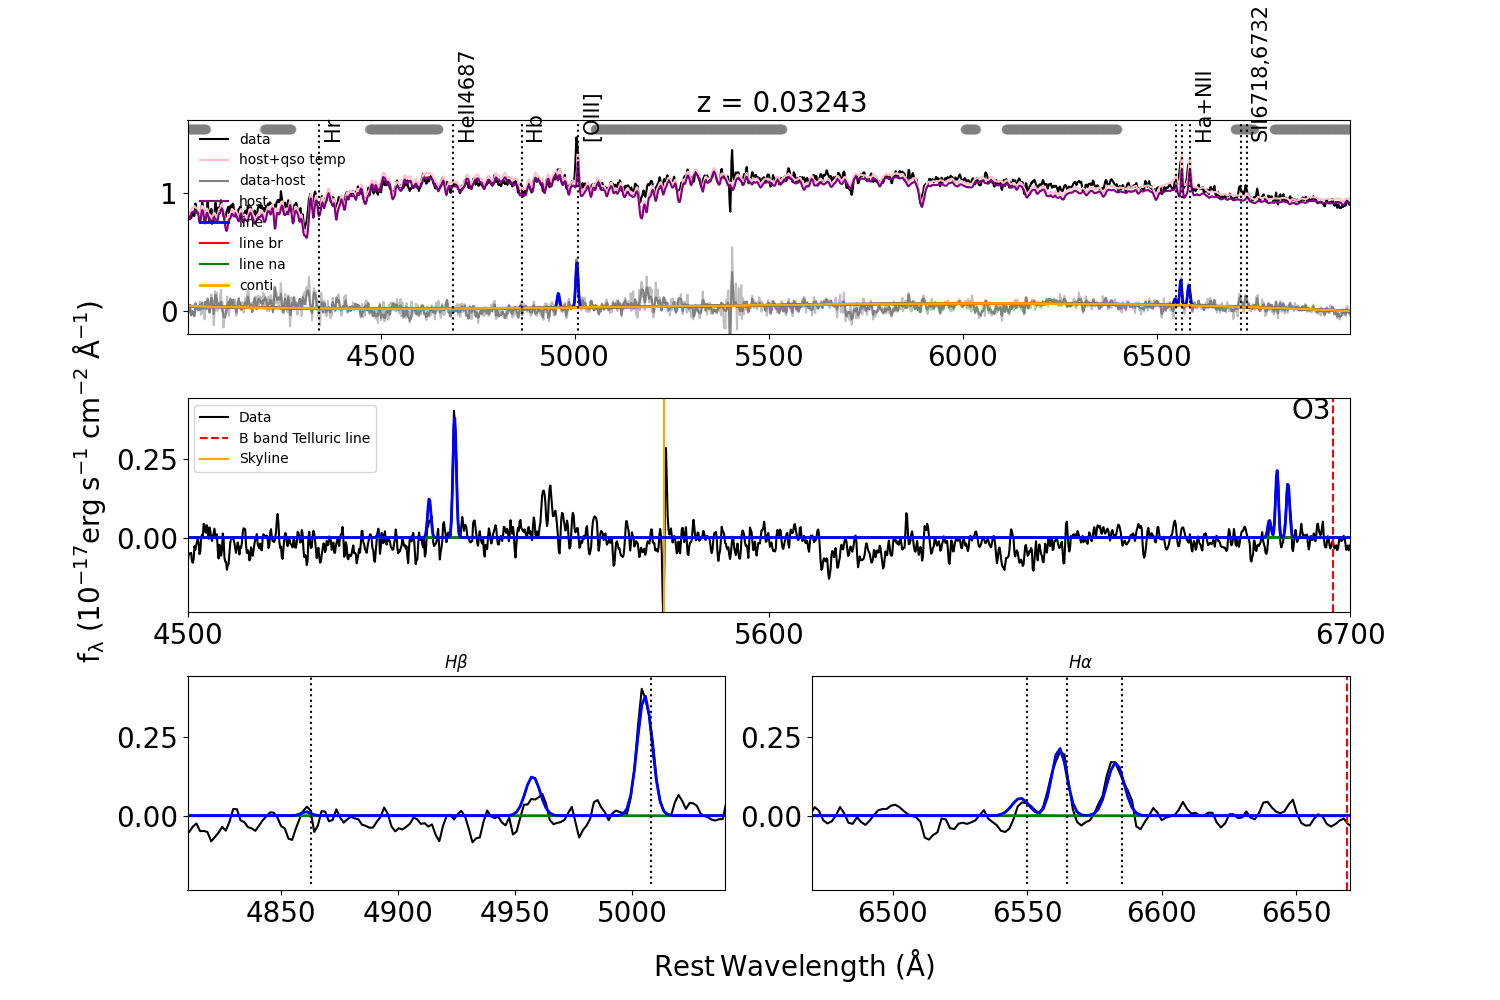 z = 0.03243
Hr
HeII4687
Hb
[OIII]
Ha+NII
SII6718,6732
data
host+qso temp
data-host
host
line
line br
line na
conti
1
0
4500 5000 5500 6000 6500
Data
B band Telluric line
Skyline
O3
0.25
0.00
4500 5600 6700
fλ (10⁻¹⁷erg s⁻¹ cm⁻² Å⁻¹)
Hβ
0.25
0.00
4850 4900 4950 5000
Hα
0.25
0.00
6500 6550 6600 6650
Rest Wavelength (Å)